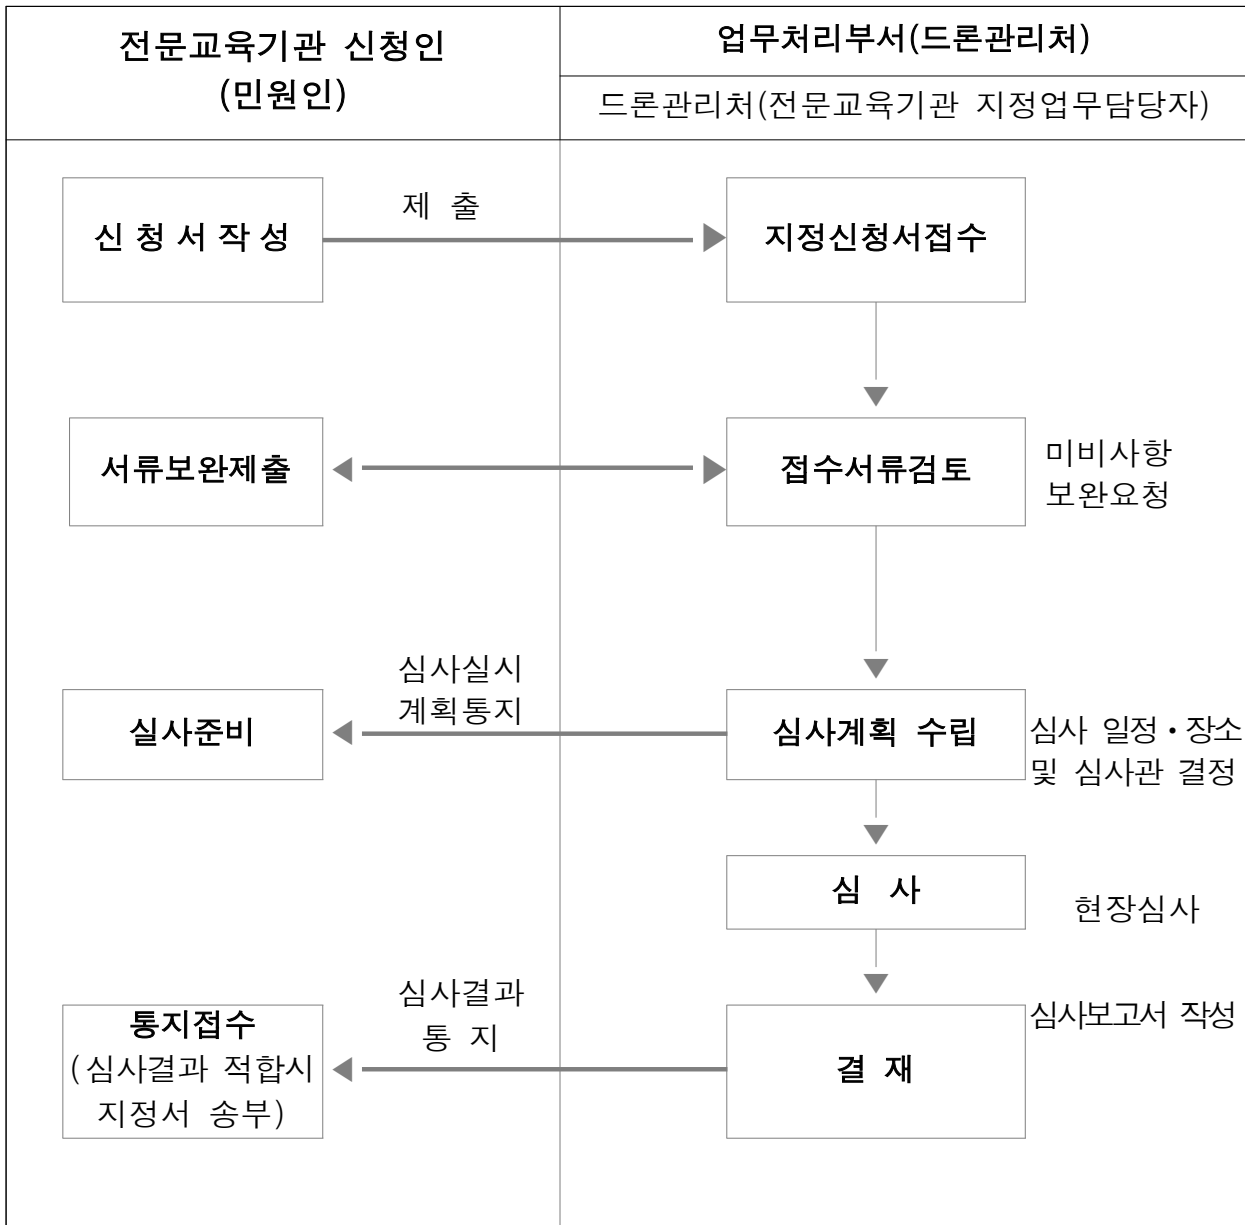 전문교육기관 신청인
(민원인)
업무처리부서(드론관리처)
드론관리처(전문교육기관 지정업무담당자)
신 청 서 작 성
제 출
지정신청서접수
서류보완제출
접수서류검토
미비사항
보완요청
심사실시
계획통지
실사준비
심사계획 수립
심사 일정・장소
및 심사관 결정
심 사
현장심사
심사결과
통 지
통지접수
(심사결과 적합시
지정서 송부)
결 재
심사보고서 작성